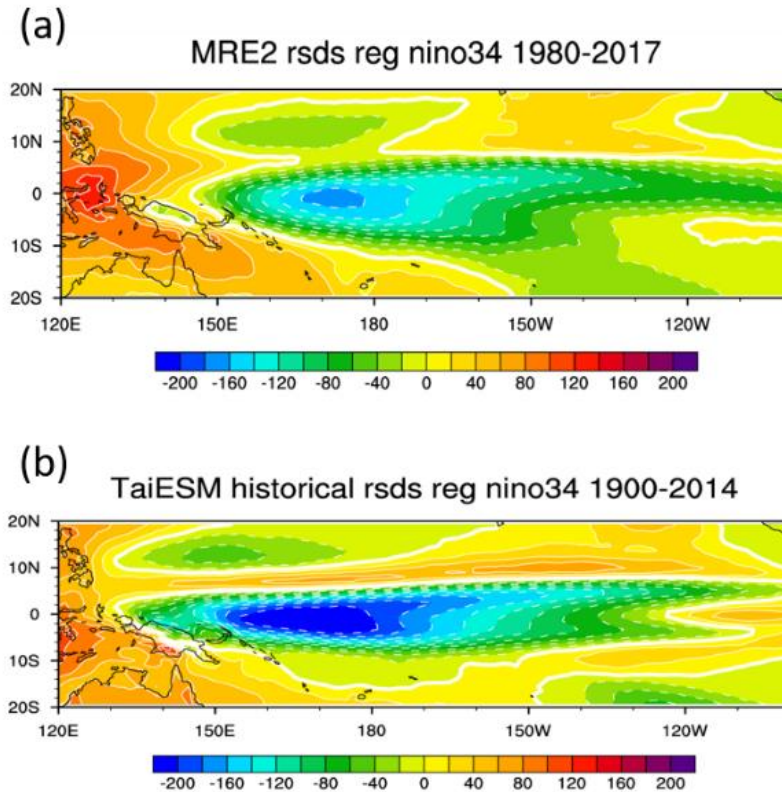 (a)
MRE2 rsds reg nino34 1980-2017
20N
10N
0
10S
20S
120E 150E 180 150W 120W
-200 -160 -120 -80 -40 0 40 80 120 160 200
(b)
TaiESM historical rsds reg nino34 1900-2014
20N
10N
0
10S
20S
120E 150E 180 150W 120W
-200 -160 -120 -80 -40 0 40 80 120 160 200